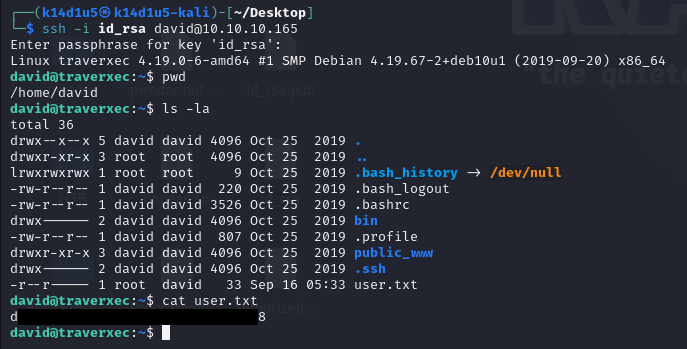 ┌──(k14d1u5㉿k14d1u5-kali)-[~/Desktop]
└─$ ssh -i id_rsa david@10.10.10.165
Enter passphrase for key 'id_rsa':
Linux traverxec 4.19.0-6-amd64 #1 SMP Debian 4.19.67-2+deb10u1 (2019-09-20) x86_64
david@traverxec:~$ pwd
/home/david
david@traverxec:~$ ls -la
total 36
drwx--x--x 5 david david 4096 Oct 25  2019 .
drwxr-xr-x 3 root  root  4096 Oct 25  2019 ..
lrwxrwxrwx 1 root  root     9 Oct 25  2019 .bash_history -> /dev/null
-rw-r--r-- 1 david david  220 Oct 25  2019 .bash_logout
-rw-r--r-- 1 david david 3526 Oct 25  2019 .bashrc
drwx------ 2 david david 4096 Oct 25  2019 bin
-rw-r--r-- 1 david david  807 Oct 25  2019 .profile
drwxr-xr-x 3 david david 4096 Oct 25  2019 public_www
drwx------ 2 david david 4096 Oct 25  2019 .ssh
-r--r----- 1 root  david   33 Sep 16 05:33 user.txt
david@traverxec:~$ cat user.txt
d 8
david@traverxec:~$
"the quiete
pwndoc not...
id_rsa.pub